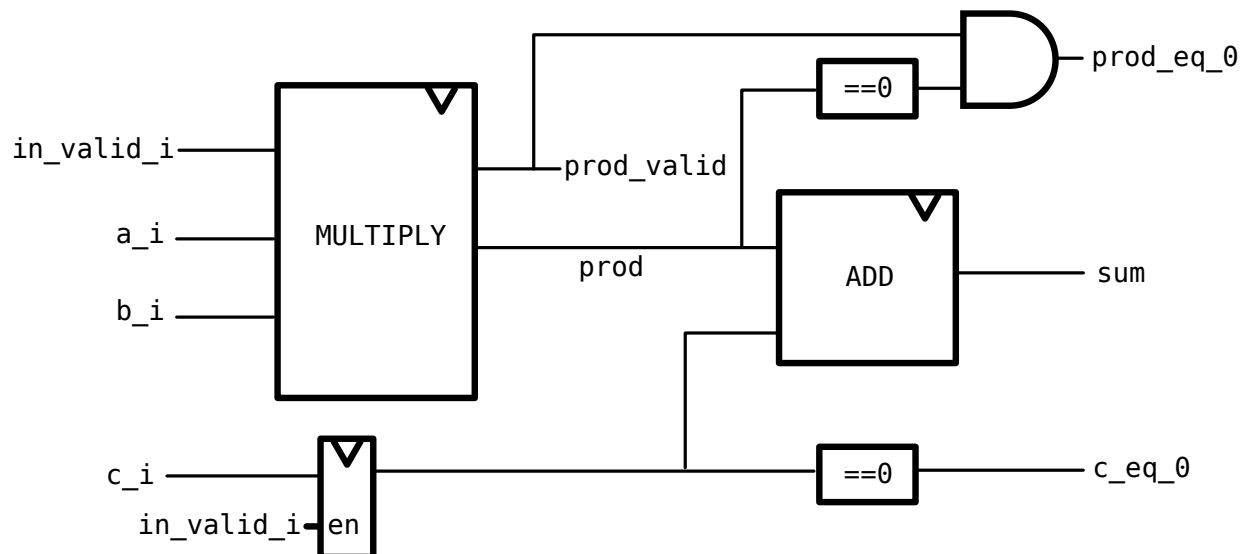 prod_eq_0
==0
in_valid_i
prod_valid
a_i
MULTIPLY
prod
ADD
sum
b_i
c_i
==0
c_eq_0
in_valid_i
en